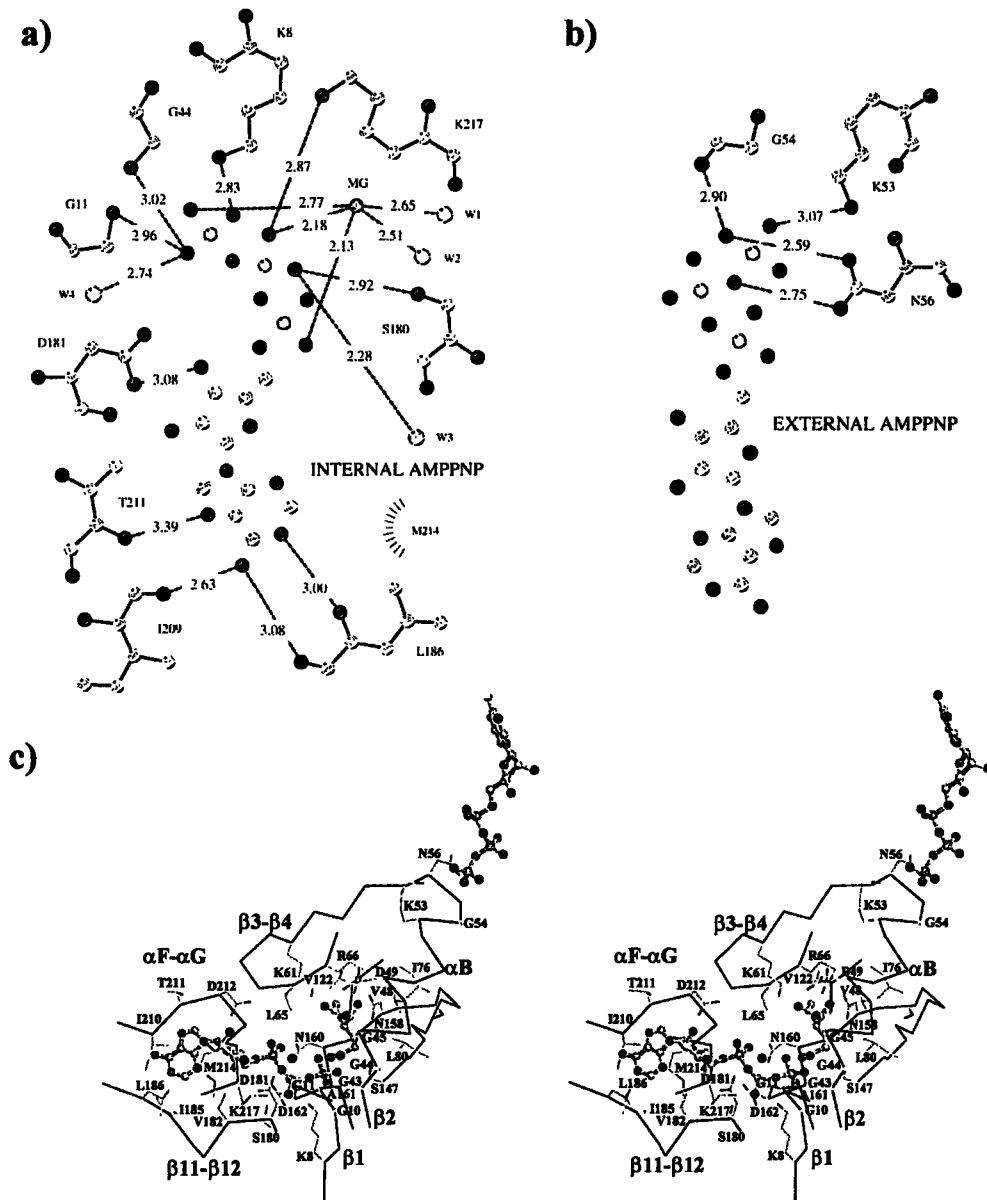 a)
K8
G44
K217
2.87
MG
3.02
2.83
2.77
2.65
W1
G11
2.96
2.18
2.51
W2
2.74
2.13
W4
2.92
S180
D181
2.28
3.08
W3
INTERNAL AMPPNP
T211
3.39
M214
2.63
3.00
I209
3.08
L186
b)
G54
K53
2.90
3.07
2.59
2.75
N56
EXTERNAL AMPPNP
c)
N56
K53
G54
β3-β4
αF-αG
R66
K61
V122
D49
I76
αB
T211
D212
V48
I210
L65
N158
N160
G45
L80
M214
G44
L186
D181
G43
S147
A161
I185
K217
D162
G10
V182
β2
S180
K8
β1
β11-β12
N56
K53
G54
β3-β4
αF-αG
R66
K61
V122
D49
I76
αB
T211
D212
V48
I210
L65
N158
N160
G45
L80
M214
G44
L186
D181
G43
S147
I61
I185
K217
D162
G10
V182
β2
S180
K8
β1
β11-β12